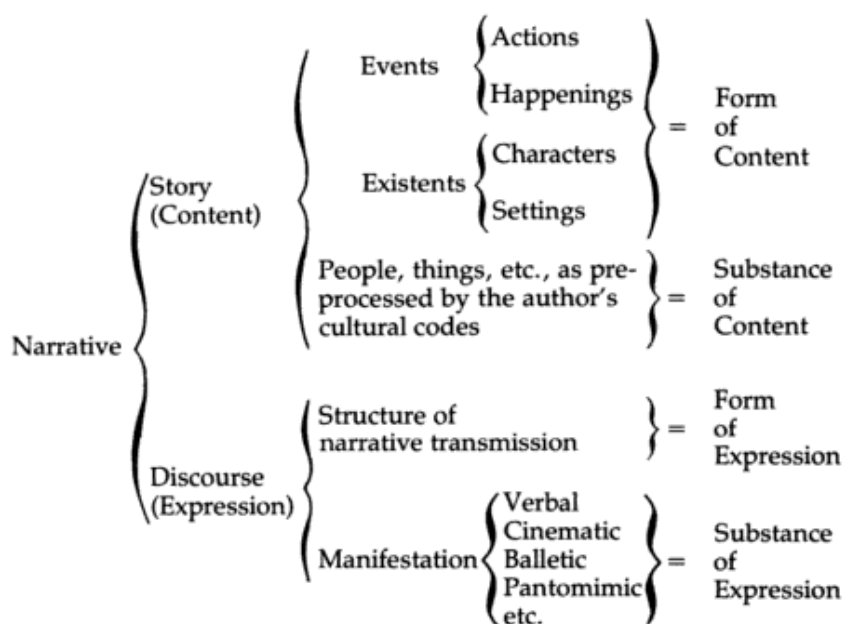 Narrative
Story
(Content)
Events
Actions
Happenings
Existents
Characters
Settings
= Form
of
Content
People, things, etc., as pre-
processed by the author's
cultural codes
= Substance
of
Content
Discourse
(Expression)
Structure of
narrative transmission
= Form
of
Expression
Manifestation
Verbal
Cinematic
Balletic
Pantomimic
etc.
= Substance
of
Expression